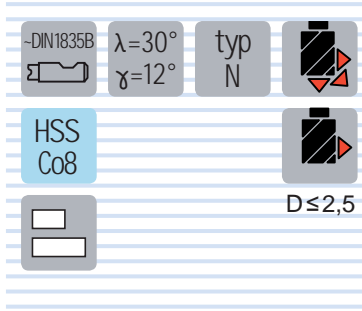 ~DIN1835B
λ=30°
γ=12°
typ
N
HSS
Co8
D≤2,5